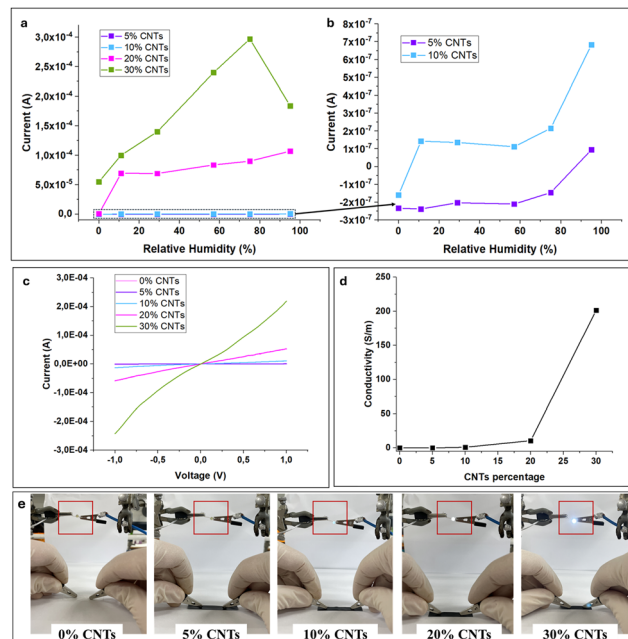 a
3,0x10⁻⁴
2,5x10⁻⁴
2,0x10⁻⁴
1,5x10⁻⁴
1,0x10⁻⁴
5,0x10⁻⁵
0,0
Current (A)
5% CNTs
10% CNTs
20% CNTs
30% CNTs
0 20 40 60 80 100
Relative Humidity (%)
b
8x10⁻⁷
7x10⁻⁷
6x10⁻⁷
5x10⁻⁷
4x10⁻⁷
3x10⁻⁷
2x10⁻⁷
1x10⁻⁷
0
-1x10⁻⁷
-2x10⁻⁷
-3x10⁻⁷
Current (A)
5% CNTs
10% CNTs
0 20 40 60 80 100
Relative Humidity (%)
c
3,0E-04
2,0E-04
1,0E-04
0,0E+00
-1,0E-04
-2,0E-04
-3,0E-04
Current (A)
0% CNTs
5% CNTs
10% CNTs
20% CNTs
30% CNTs
-1,0 -0,5 0,0 0,5 1,0
Voltage (V)
d
250
200
150
100
50
0
Conductivity (S/m)
0 5 10 20 30
CNTs percentage
e
0% CNTs
5% CNTs
10% CNTs
20% CNTs
30% CNTs